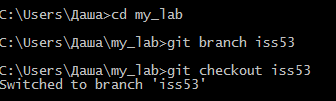 C:\Users\Даша>cd my_lab
C:\Users\Даша\my_lab>git branch iss53
C:\Users\Даша\my_lab>git checkout iss53
Switched to branch 'iss53'